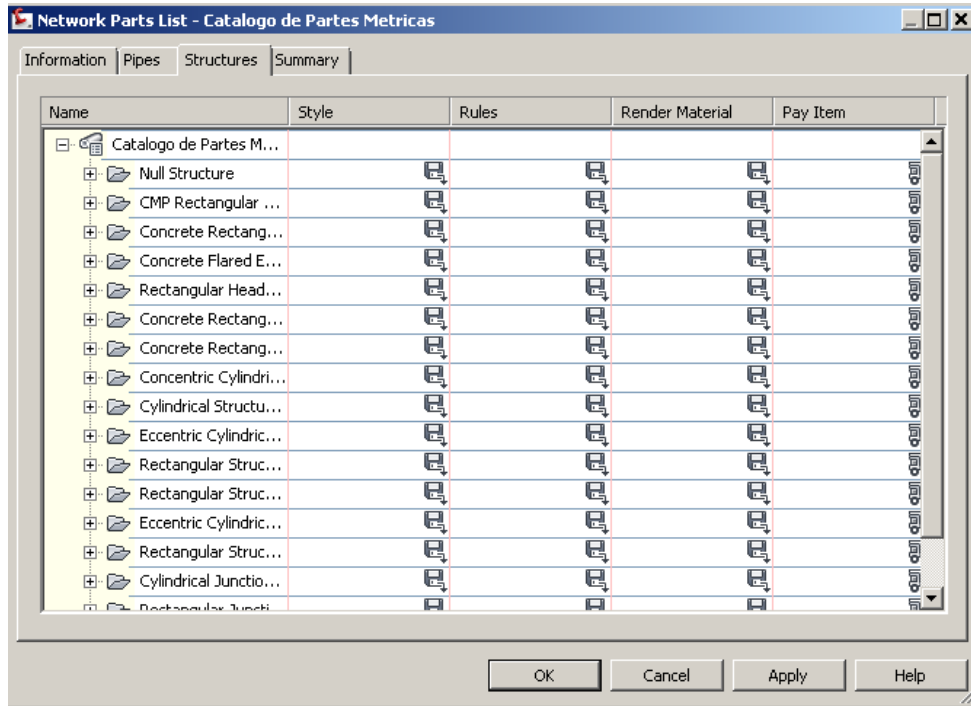 Network Parts List - Catalogo de Partes Metricas
Information Pipes Structures Summary
Name Style Rules Render Material Pay Item
Catalogo de Partes M...
Null Structure
CMP Rectangular ...
Concrete Rectang...
Concrete Flared E...
Rectangular Head...
Concrete Rectang...
Concrete Rectang...
Concentric Cylindri...
Cylindrical Structu...
Eccentric Cylindric...
Rectangular Struc...
Rectangular Struc...
Eccentric Cylindric...
Rectangular Struc...
Cylindrical Junctio...
Rectangular Juncti...
OK Cancel Apply Help